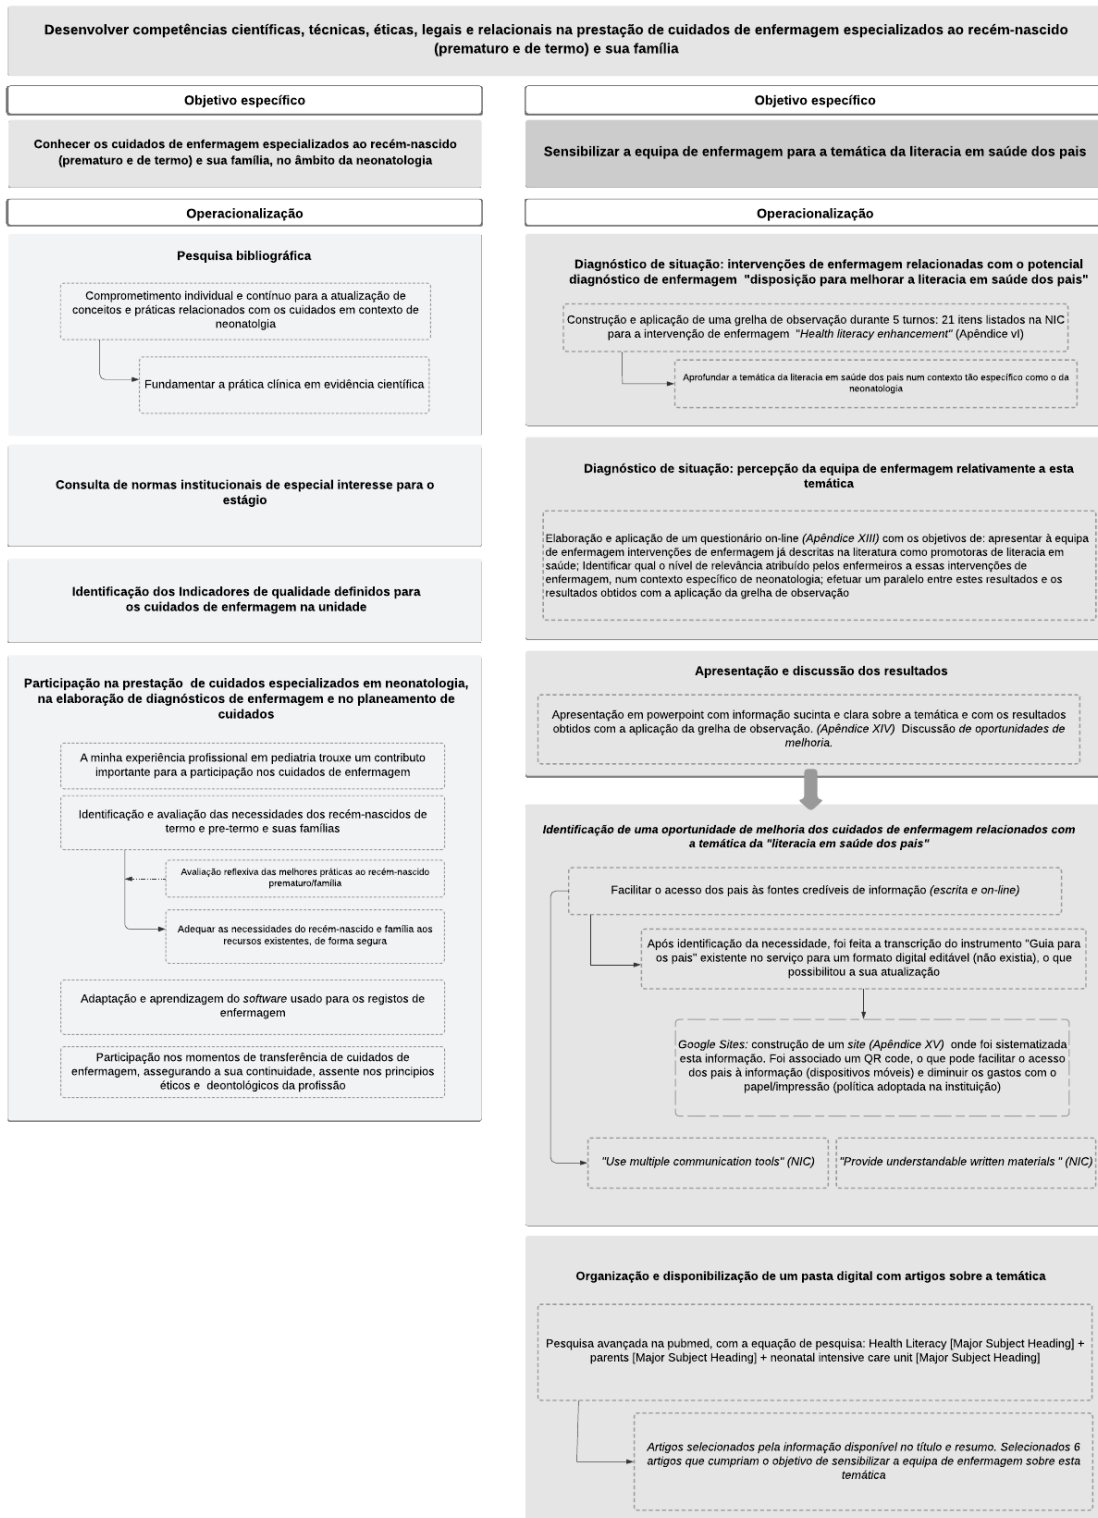 Desenvolver competências científicas, técnicas, éticas, legais e relacionais na prestação de cuidados de enfermagem especializados ao recém-nascido
(prematuro e de termo) e sua família
Objetivo específico
Conhecer os cuidados de enfermagem especializados ao recém-nascido
(prematuro e de termo) e sua família, no âmbito da neonatologia
Operacionalização
Pesquisa bibliográfica
Comprometimento individual e contínuo para a atualização de
conceitos e práticas relacionados com os cuidados em contexto de
neonatolgia
Fundamentar a prática clínica em evidência científica
Consulta de normas institucionais de especial interesse para o
estágio
Identificação dos Indicadores de qualidade definidos para
os cuidados de enfermagem na unidade
Participação na prestação de cuidados especializados em neonatologia,
na elaboração de diagnósticos de enfermagem e no planeamento de
cuidados
A minha experiência profissional em pediatria trouxe um contributo
importante para a participação nos cuidados de enfermagem
Identificação e avaliação das necessidades dos recém-nascidos de
termo e pre-termo e suas famílias
Avaliação reflexiva das melhores práticas ao recém-nascido
prematuro/família
Adequar as necessidades do recém-nascido e família aos
recursos existentes, de forma segura
Adaptação e aprendizagem do software usado para os registos de
enfermagem
Participação nos momentos de transferência de cuidados de
enfermagem, assegurando a sua continuidade, assente nos principios
éticos e deontológicos da profissão
Objetivo específico
Sensibilizar a equipa de enfermagem para a temática da literacia em saúde dos pais
Operacionalização
Diagnóstico de situação: intervenções de enfermagem relacionadas com o potencial
diagnóstico de enfermagem "disposição para melhorar a literacia em saúde dos pais"
Construção e aplicação de uma grelha de observação durante 5 turnos: 21 itens listados na NIC
para a intervenção de enfermagem "Health literacy enhancement" (Apêndice vI)
Aprofundar a temática da literacia em saúde dos pais num contexto tão específico como o da
neonatologia
Diagnóstico de situação: percepção da equipa de enfermagem relativamente a esta
temática
Elaboração e aplicação de um questionário on-line (Apêndice XIII) com os objetivos de: apresentar à equipa
de enfermagem intervenções de enfermagem já descritas na literatura como promotoras de literacia em
saúde; Identificar qual o nível de relevância atribuído pelos enfermeiros a essas intervenções de
enfermagem, num contexto específico de neonatologia; efetuar um paralelo entre estes resultados e os
resultados obtidos com a aplicação da grelha de observação
Apresentação e discussão dos resultados
Apresentação em powerpoint com informação sucinta e clara sobre a temática e com os resultados
obtidos com a aplicação da grelha de observação. (Apêndice XIV) Discussão de oportunidades de
melhoria.
Identificação de uma oportunidade de melhoria dos cuidados de enfermagem relacionados com
a temática da "literacia em saúde dos pais"
Facilitar o acesso dos pais às fontes credíveis de informação (escrita e on-line)
Após identificação da necessidade, foi feita a transcrição do instrumento "Guia para
os pais" existente no serviço para um formato digital editável (não existia), o que
possibilitou a sua atualização
Google Sites: construção de um site (Apêndice XV) onde foi sistematizada
esta informação. Foi associado um QR code, o que pode facilitar o acesso
dos pais à informação (dispositivos móveis) e diminuir os gastos com o
papel/impressão (política adoptada na instituição)
"Use multiple communication tools" (NIC)
"Provide understandable written materials " (NIC)
Organização e disponibilização de um pasta digital com artigos sobre a temática
Pesquisa avançada na pubmed, com a equação de pesquisa: Health Literacy [Major Subject Heading] +
parents [Major Subject Heading] + neonatal intensive care unit [Major Subject Heading]
Artigos selecionados pela informação disponível no título e resumo. Selecionados 6
artigos que cumpriam o objetivo de sensibilizar a equipa de enfermagem sobre esta
temática